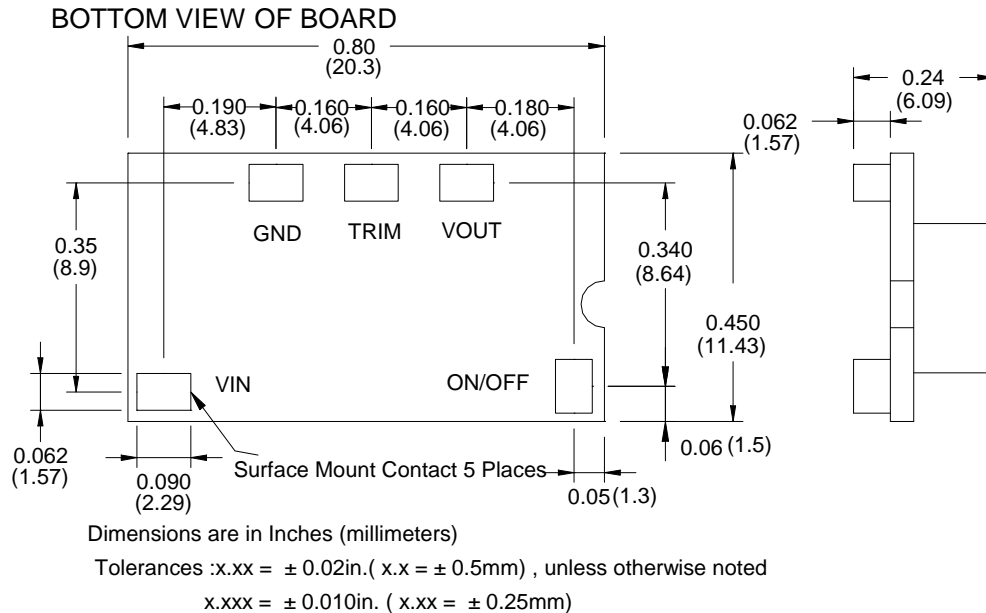 BOTTOM VIEW OF BOARD
0.80
(20.3)
0.24
(6.09)
0.190
(4.83)
0.160
(4.06)
0.160
(4.06)
0.180
(4.06)
0.062
(1.57)
GND
TRIM
VOUT
0.35
(8.9)
0.340
(8.64)
0.450
(11.43)
VIN
ON/OFF
0.062
(1.57)
0.090
(2.29)
Surface Mount Contact 5 Places
0.06 (1.5)
0.05 (1.3)
Dimensions are in Inches (millimeters)
Tolerances :x.xx = ± 0.02in.( x.x = ± 0.5mm) , unless otherwise noted
x.xxx = ± 0.010in. ( x.xx = ± 0.25mm)